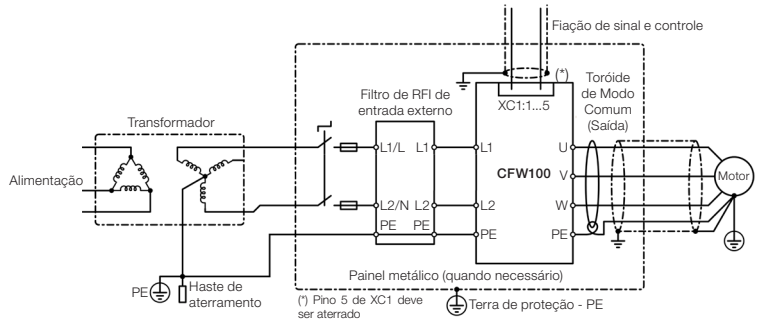 Fiação de sinal e controle
(*)
XC1:1...5
Filtro de RFI de
entrada externo
Toróide
de Modo
Comum
(Saída)
Transformador
Alimentação
L1/L L1
L1
CFW100
U
V
W
Motor
L2/N L2
L2
PE PE
PE
PE
Painel metálico (quando necessário)
PE
Haste de
aterramento
(*) Pino 5 de XC1 deve
ser aterrado
Terra de proteção - PE